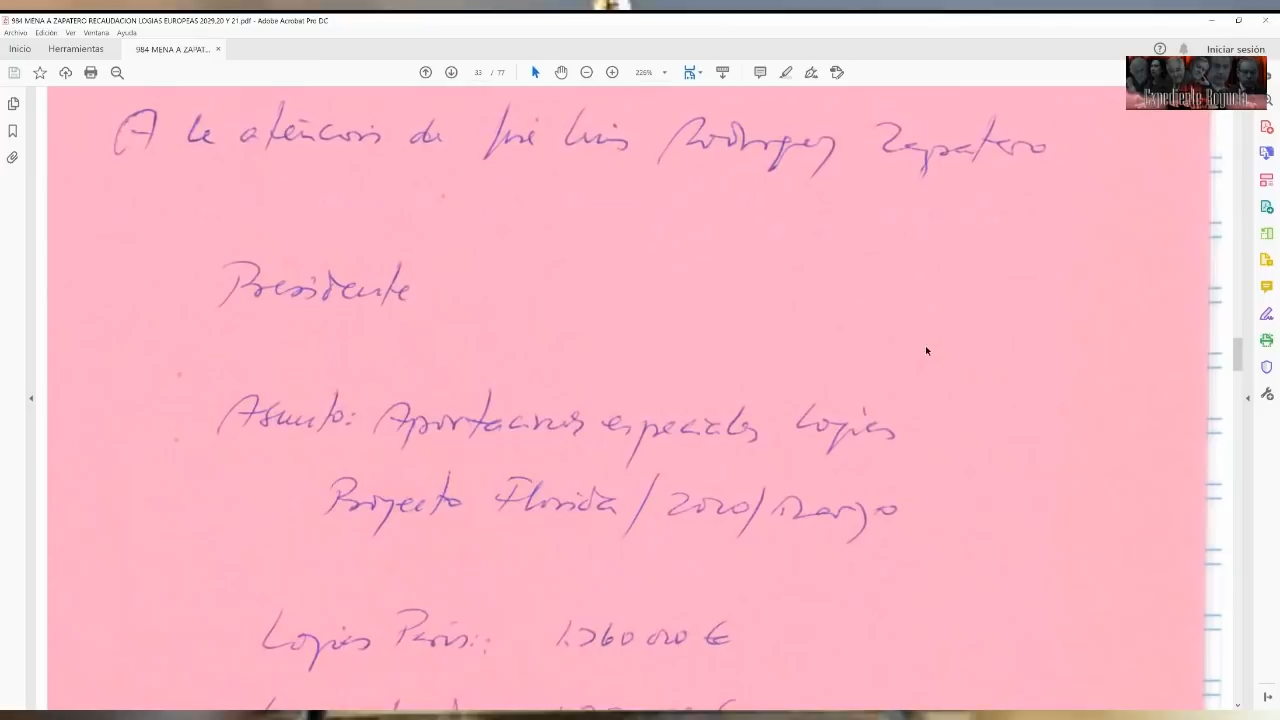 984 MENA A ZAPATERO RECAUDACION LOGIAS EUROPEAS 2029,20 Y 21.pdf - Adobe Acrobat Pro DC
Archivo Edición Ver Ventana Ayuda
Inicio Herramientas 984 MENA A ZAPAT... × Iniciar sesión
33 / 77 226%
Expediente Royuela
A la atención de José Luis Rodríguez Zapatero
Presidente
Asunto: Aportaciones especiales Logias
Proyecto Florida / 2020 / marzo
Logias París: 1.260 000 €